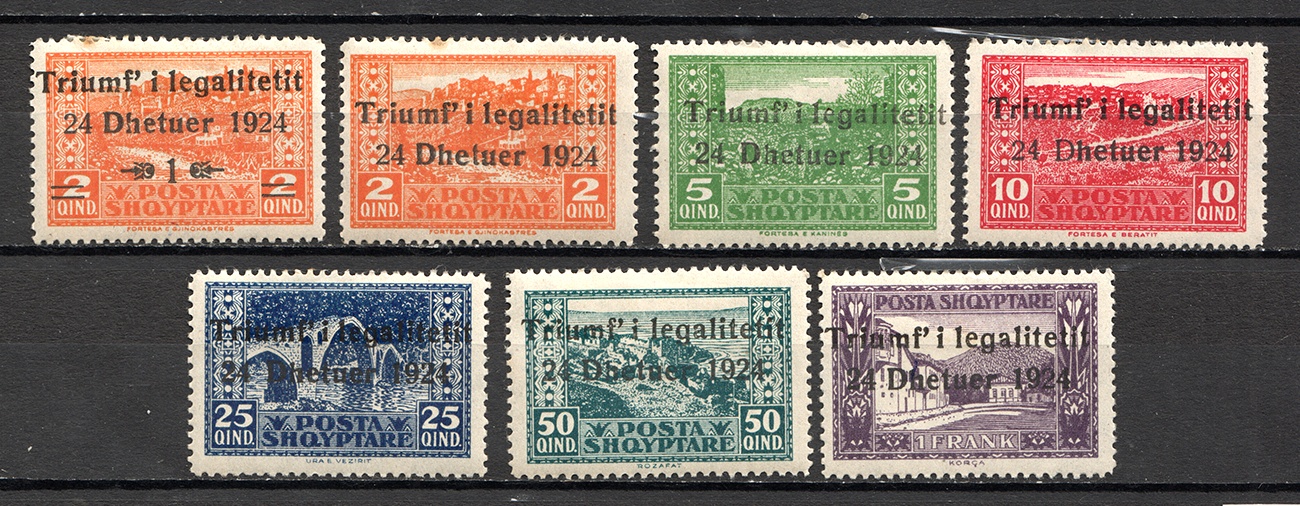 Triumf' i legalitetit
24 Dhetuer 1924
1
2 POSTA 2
QIND. SHQYPTARE QIND.
FORTESA E GJINOKASTRËS
Triumf' i legalitetit
24 Dhetuer 1924
2 POSTA 2
QIND. SHQYPTARE QIND.
FORTESA E GJINOKASTRËS
Triumf' i legalitetit
24 Dhetuer 1924
5 POSTA 5
QIND. SHQYPTARE QIND.
FORTESA E KANINËS
Triumf' i legalitetit
24 Dhetuer 1924
10 POSTA 10
QIND. SHQYPTARE QIND.
FORTESA E BERATIT
Triumf' i legalitetit
24 Dhetuer 1924
25 POSTA 25
QIND. SHQYPTARE QIND.
URA E VEZIRIT
Triumf' i legalitetit
24 Dhetuer 1924
50 POSTA 50
QIND. SHQYPTARE QIND.
ROZAFAT
POSTA SHQYPTARE
Triumf' i legalitetit
24 Dhetuer 1924
1 FRANK
KORÇA